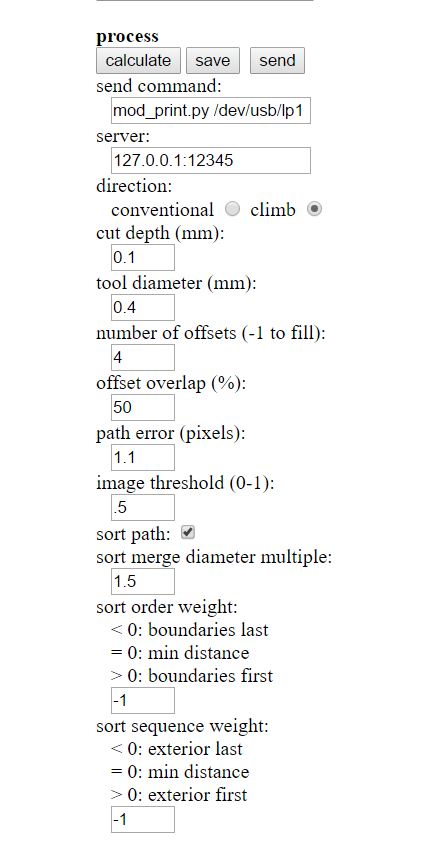 process
calculate save send
send command:
mod_print.py /dev/usb/lp1
server:
127.0.0.1:12345
direction:
conventional climb
cut depth (mm):
0.1
tool diameter (mm):
0.4
number of offsets (-1 to fill):
4
offset overlap (%):
50
path error (pixels):
1.1
image threshold (0-1):
.5
sort path:
sort merge diameter multiple:
1.5
sort order weight:
< 0: boundaries last
= 0: min distance
> 0: boundaries first
-1
sort sequence weight:
< 0: exterior last
= 0: min distance
> 0: exterior first
-1